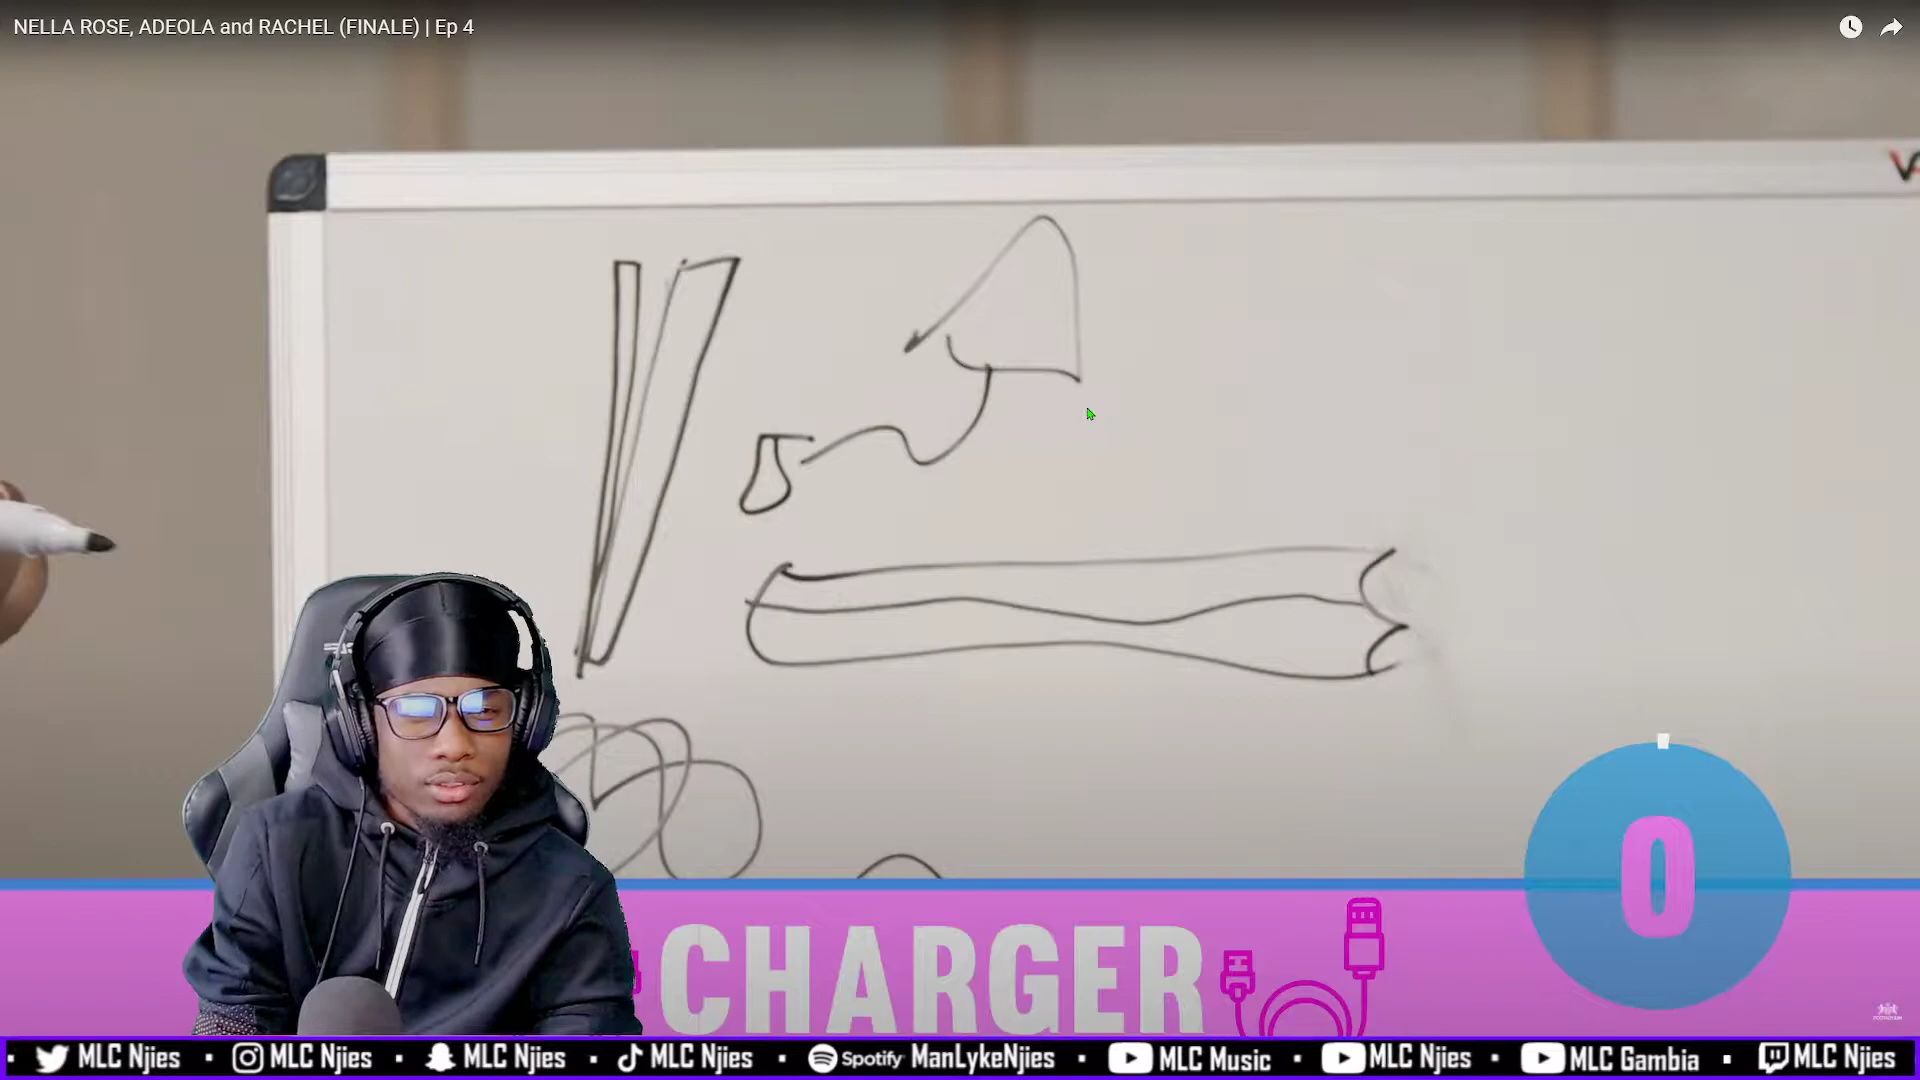 NELLA ROSE, ADEOLA and RACHEL (FINALE) | Ep 4
0
CHARGER
MLC Njies · MLC Njies · MLC Njies · MLC Njies · Spotify ManLykeNjies · MLC Music · MLC Njies · MLC Gambia · MLC Njies